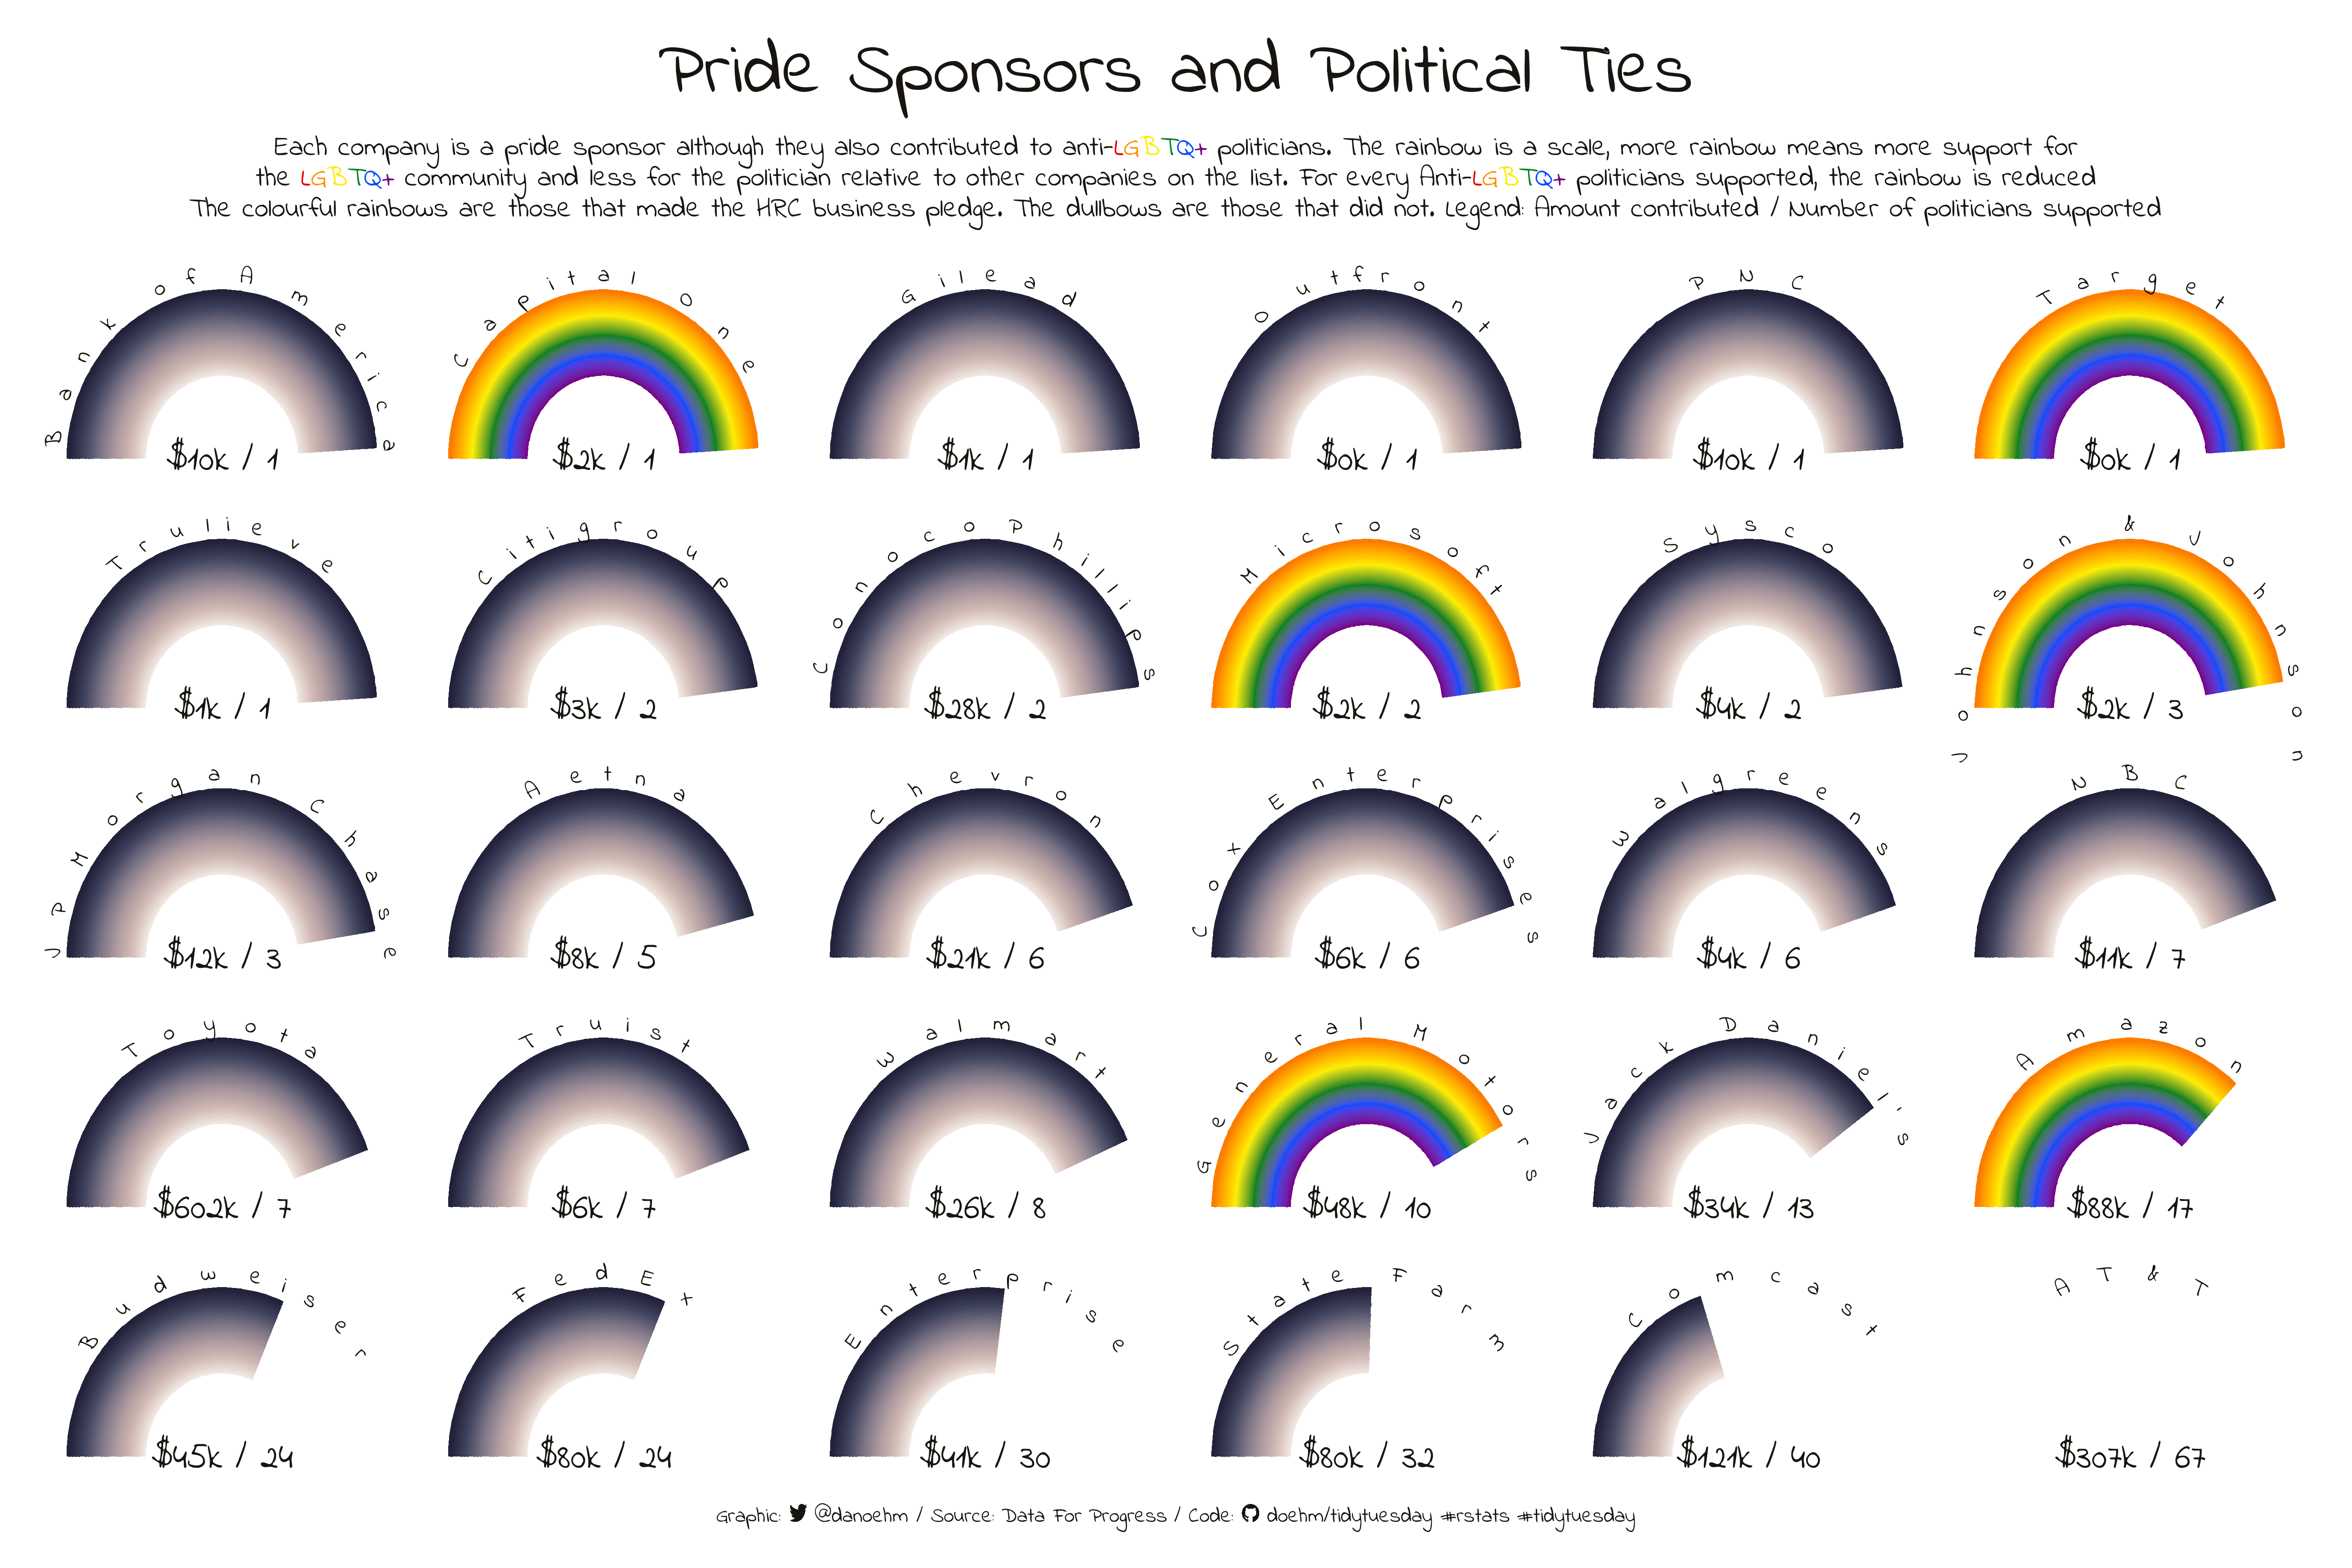 Pride Sponsors and Political Ties
Each company is a pride sponsor although they also contributed to anti-LGBTQ+ politicians. The rainbow is a scale, more rainbow means more support for
the LGBTQ+ community and less for the politician relative to other companies on the list. For every Anti-LGBTQ+ politicians supported, the rainbow is reduced
The colourful rainbows are those that made the HRC business pledge. The dullbows are those that did not. Legend: Amount contributed / Number of politicians supported
Bank of America
$10k / 1
Capital One
$2k / 1
Gilead
$1k / 1
Outfront
$0k / 1
PNC
$10k / 1
Target
$0k / 1
Trulieve
$1k / 1
Citigroup
$3k / 2
ConocoPhillips
$28k / 2
Microsoft
$2k / 2
Sysco
$4k / 2
Johnson & Johnson
$2k / 3
JP Morgan Chase
$12k / 3
Aetna
$8k / 5
Chevron
$21k / 6
Cox Enterprises
$6k / 6
Walgreens
$4k / 6
NBC
$11k / 7
Toyota
$602k / 7
Truist
$6k / 7
Walmart
$26k / 8
General Motors
$48k / 10
Jack Daniel's
$34k / 13
Amazon
$88k / 17
Budweiser
$45k / 24
FedEx
$80k / 24
Enterprise
$41k / 30
State Farm
$80k / 32
Comcast
$121k / 40
AT&T
$307k / 67
Graphic: @danoehm / Source: Data For Progress / Code: doehm/tidytuesday #rstats #tidytuesday